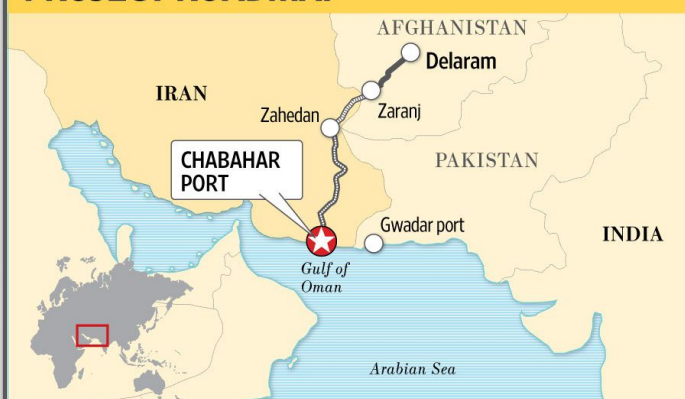 AFGHANISTAN
Delaram
IRAN
Zaranj
Zahedan
CHABAHAR
PORT
PAKISTAN
Gwadar port
INDIA
Gulf of
Oman
Arabian Sea